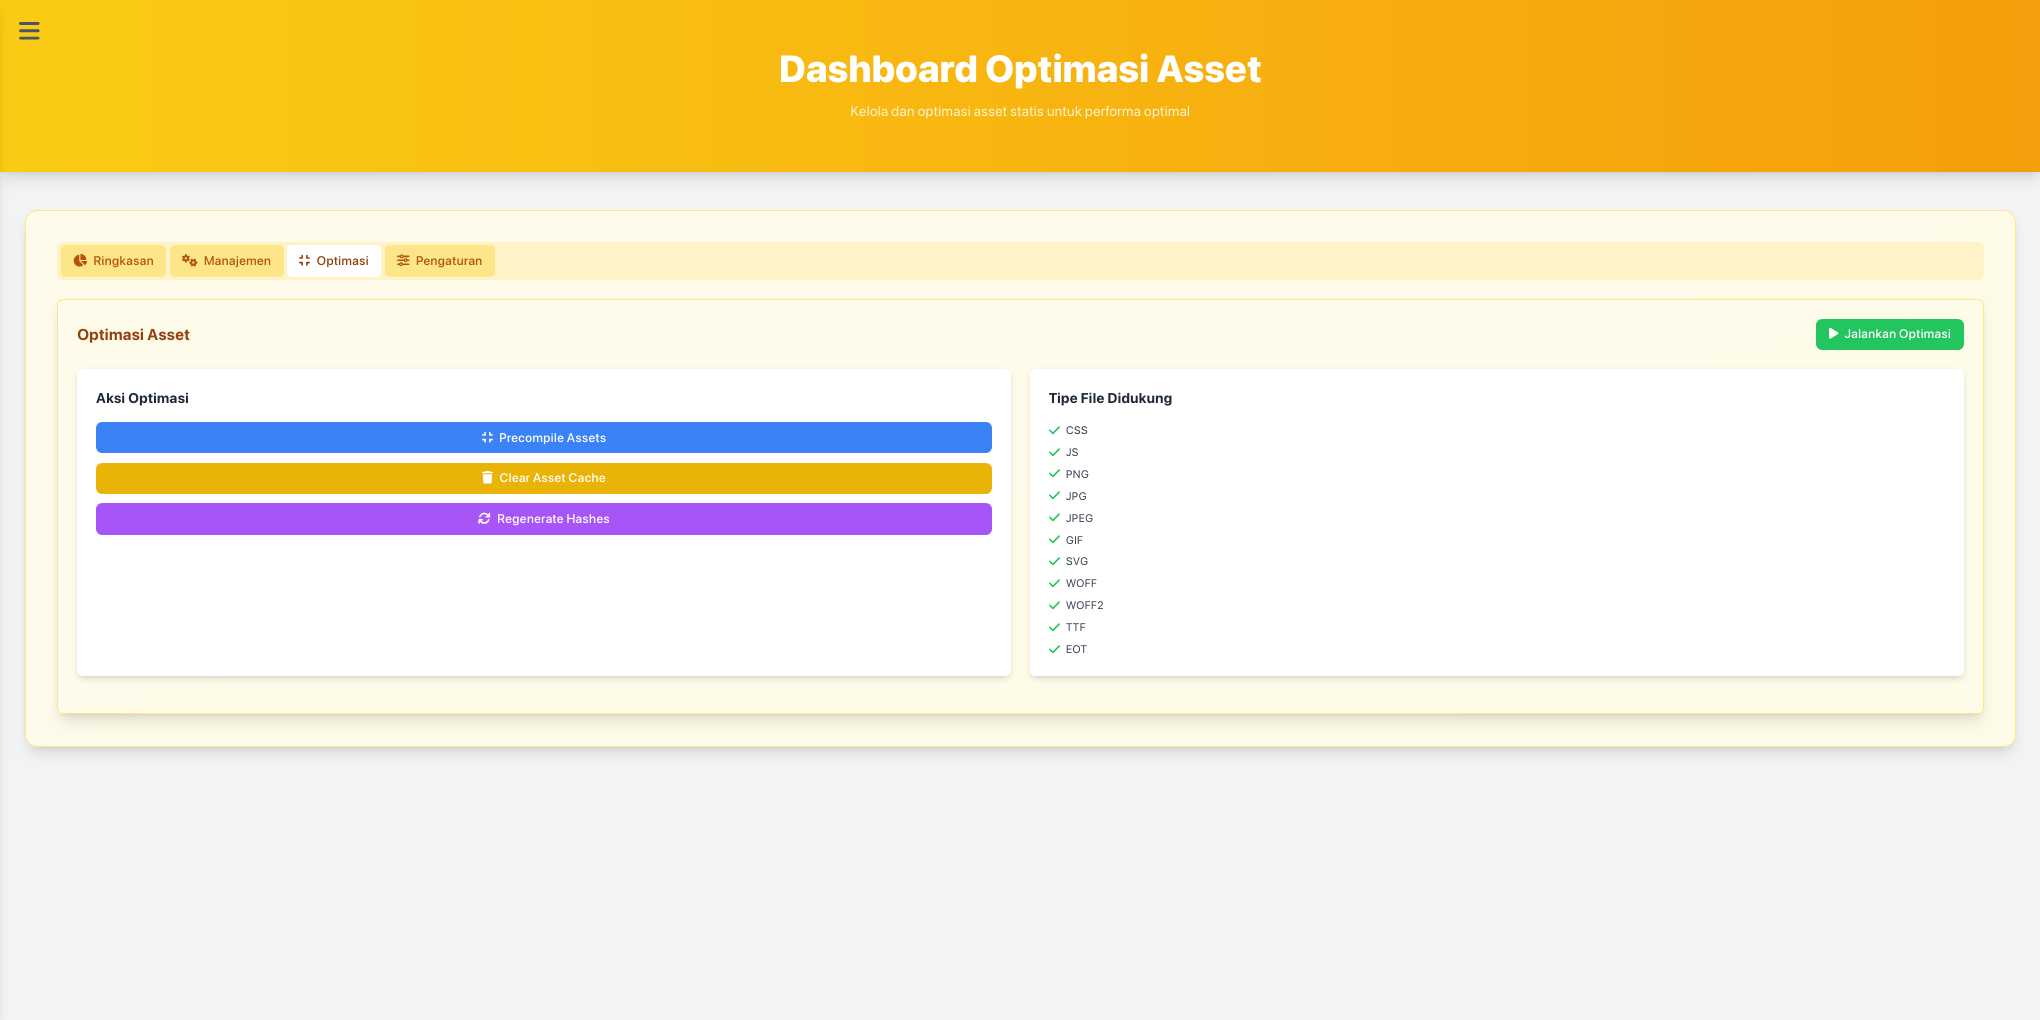 Dashboard Optimasi Asset
Kelola dan optimasi asset statis untuk performa optimal
Ringkasan
Manajemen
Optimasi
Pengaturan
Optimasi Asset
Jalankan Optimasi
Aksi Optimasi
Precompile Assets
Clear Asset Cache
Regenerate Hashes
Tipe File Didukung
CSS
JS
PNG
JPG
JPEG
GIF
SVG
WOFF
WOFF2
TTF
EOT